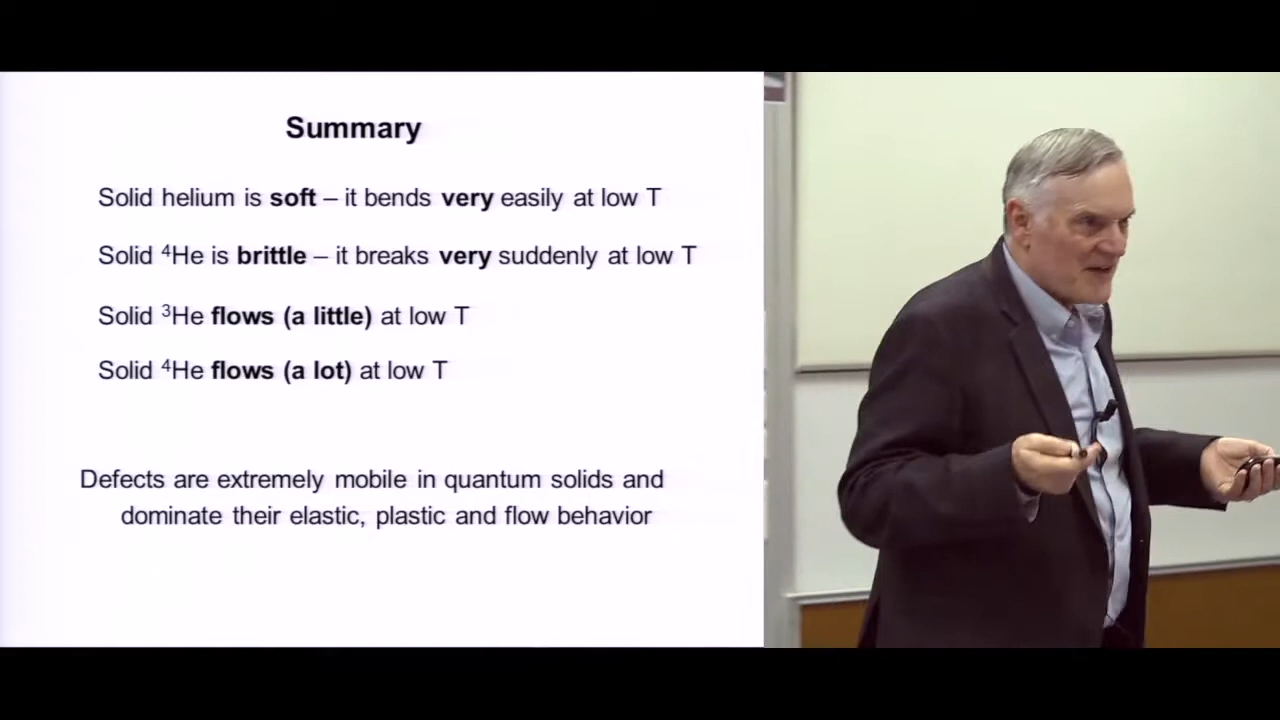 Summary
Solid helium is soft – it bends very easily at low T
Solid ⁴He is brittle – it breaks very suddenly at low T
Solid ³He flows (a little) at low T
Solid ⁴He flows (a lot) at low T
Defects are extremely mobile in quantum solids and
dominate their elastic, plastic and flow behavior